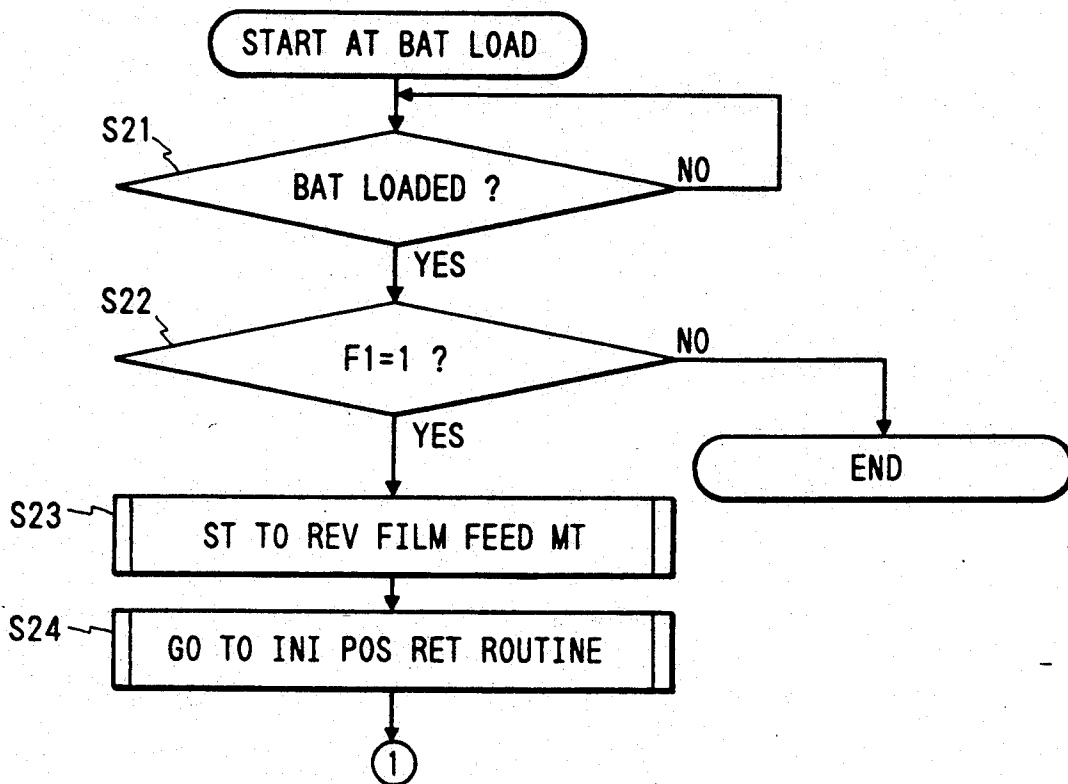 START AT BAT LOAD
S21
BAT LOADED ?
NO
YES
S22
F1=1 ?
NO
YES
END
S23
ST TO REV FILM FEED MT
S24
GO TO INI POS RET ROUTINE
1